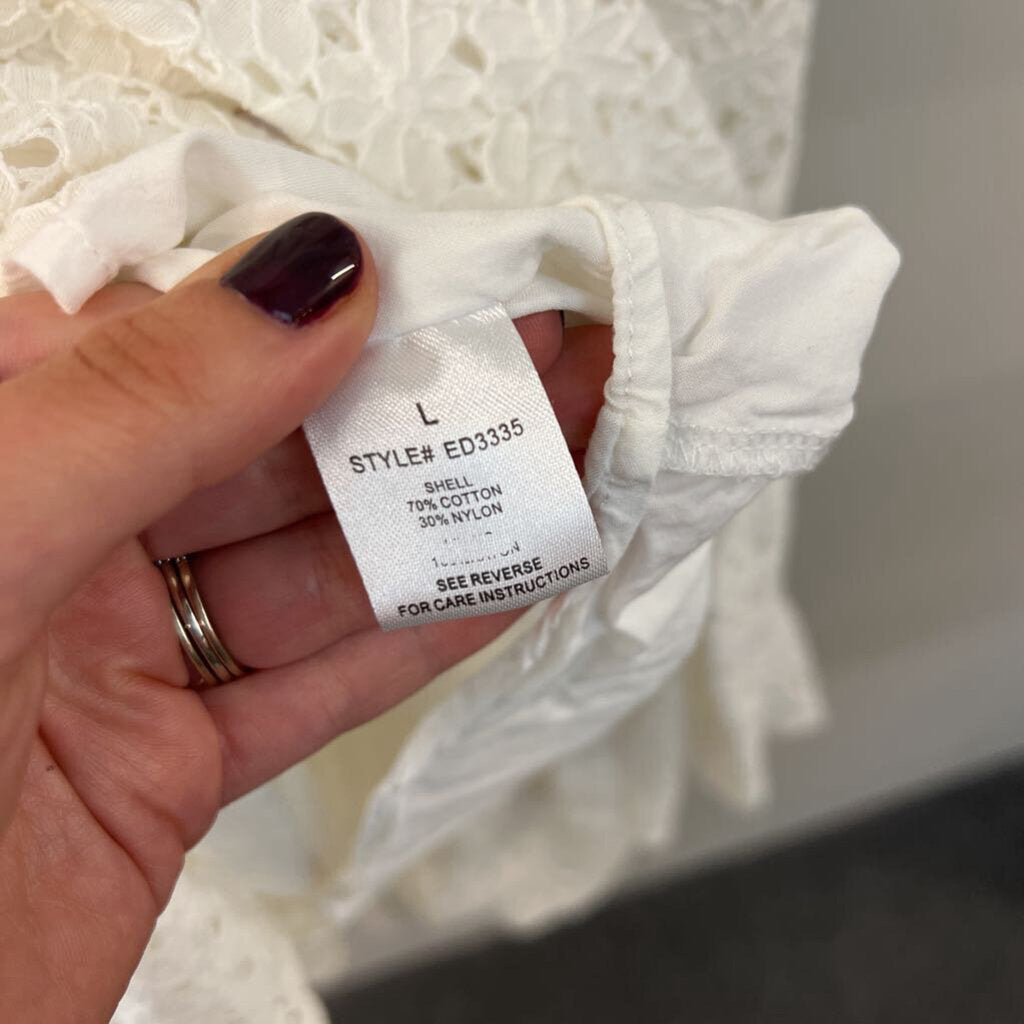 L
STYLE# ED3335
SHELL
70% COTTON
30% NYLON
SEE REVERSE
FOR CARE INSTRUCTIONS